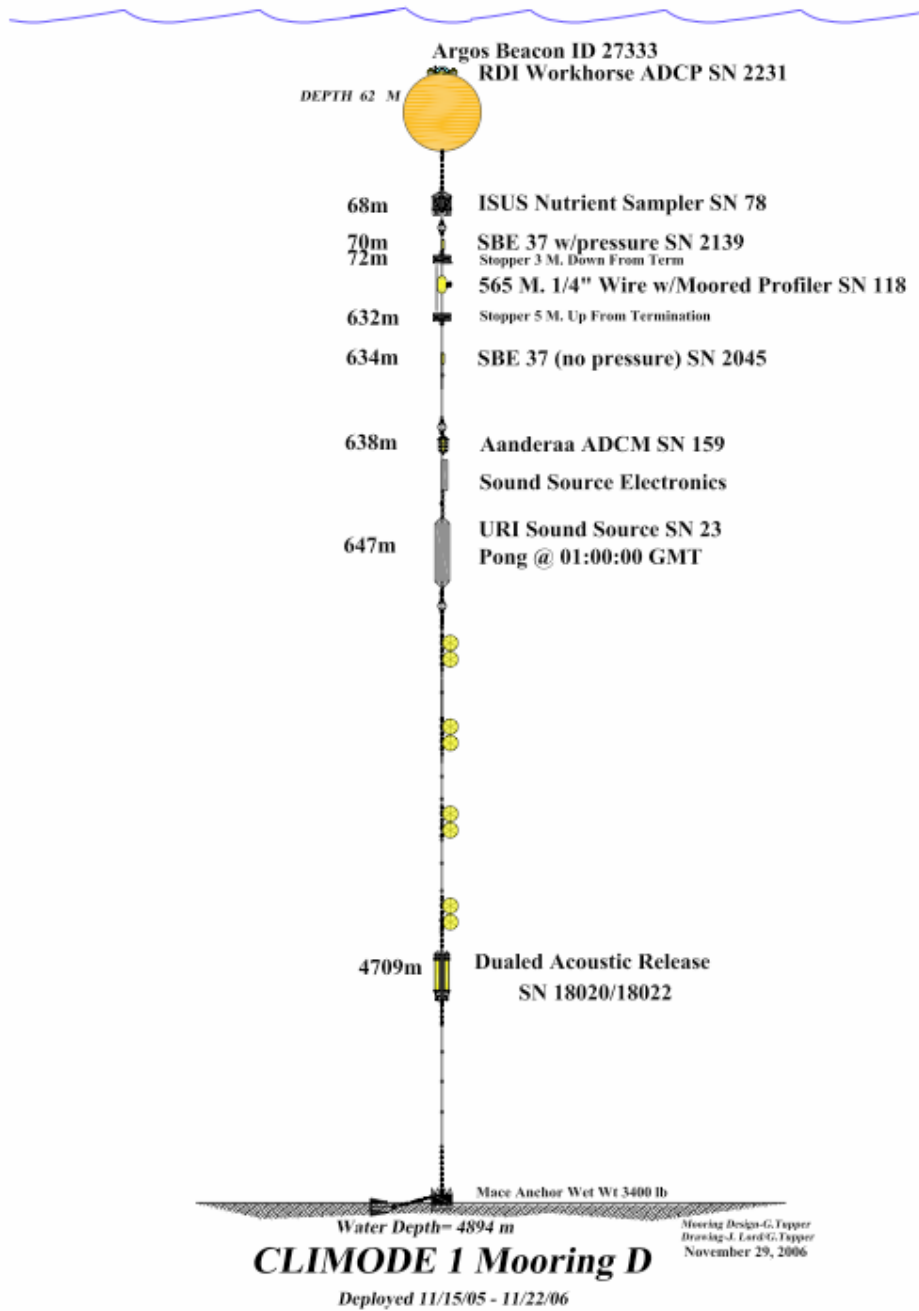 Argos Beacon ID 27333
RDI Workhorse ADCP SN 2231
DEPTH 62 M
68m
ISUS Nutrient Sampler SN 78
70m
SBE 37 w/pressure SN 2139
72m
Stopper 3 M. Down From Term
565 M. 1/4" Wire w/Moored Profiler SN 118
632m
Stopper 5 M. Up From Termination
634m
SBE 37 (no pressure) SN 2045
638m
Aanderaa ADCM SN 159
Sound Source Electronics
URI Sound Source SN 23
647m
Pong @ 01:00:00 GMT
4709m
Dualed Acoustic Release
SN 18020/18022
Mace Anchor Wet Wt 3400 lb
Water Depth= 4894 m
Mooring Design-G.Tupper
Drawing-J. Lord/G.Tupper
November 29, 2006
CLIMODE 1 Mooring D
Deployed 11/15/05 - 11/22/06